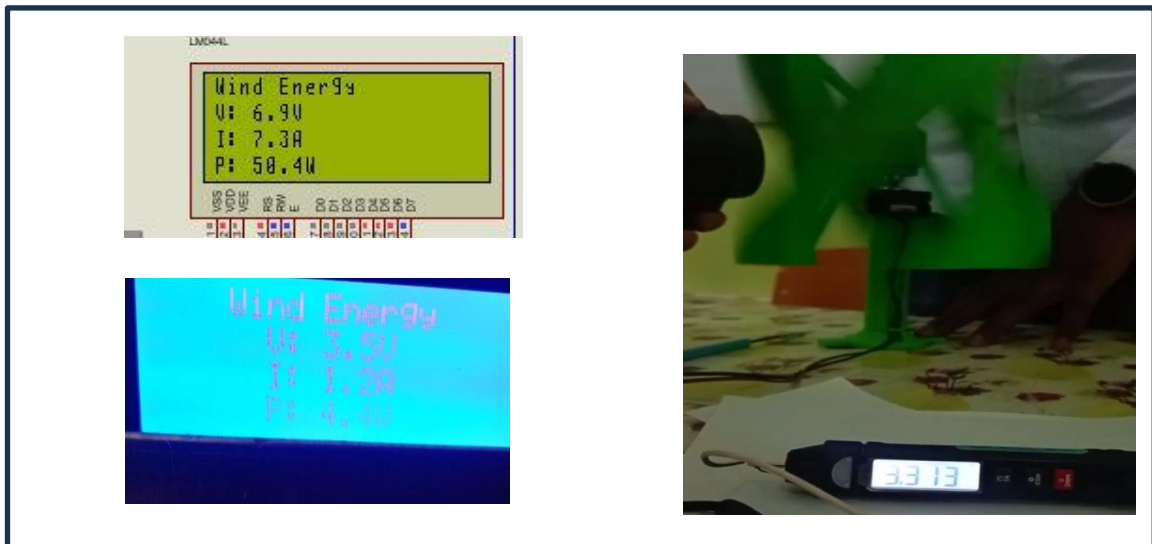 LM044L
Wind Energy
V: 6.9V
I: 7.3A
P: 50.4W
VSS VDD VEE RS RW E D0 D1 D2 D3 D4 D5 D6 D7
Wind Energy
V: 3.5V
I: 1.2A
P: 4.4W
3.313